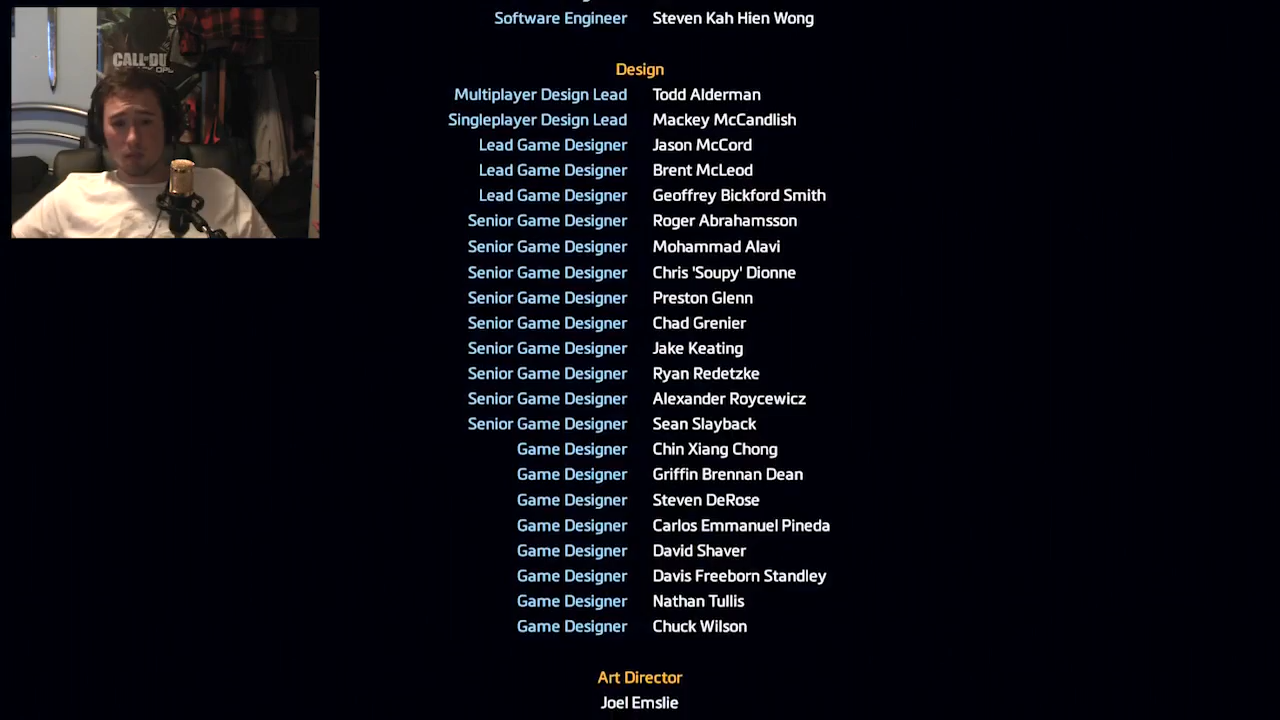 CALL OF DU
Software Engineer Steven Kah Hien Wong
Design
Multiplayer Design Lead Todd Alderman
Singleplayer Design Lead Mackey McCandlish
Lead Game Designer Jason McCord
Lead Game Designer Brent McLeod
Lead Game Designer Geoffrey Bickford Smith
Senior Game Designer Roger Abrahamsson
Senior Game Designer Mohammad Alavi
Senior Game Designer Chris 'Soupy' Dionne
Senior Game Designer Preston Glenn
Senior Game Designer Chad Grenier
Senior Game Designer Jake Keating
Senior Game Designer Ryan Redetzke
Senior Game Designer Alexander Roycewicz
Senior Game Designer Sean Slayback
Game Designer Chin Xiang Chong
Game Designer Griffin Brennan Dean
Game Designer Steven DeRose
Game Designer Carlos Emmanuel Pineda
Game Designer David Shaver
Game Designer Davis Freeborn Standley
Game Designer Nathan Tullis
Game Designer Chuck Wilson
Art Director
Joel Emslie